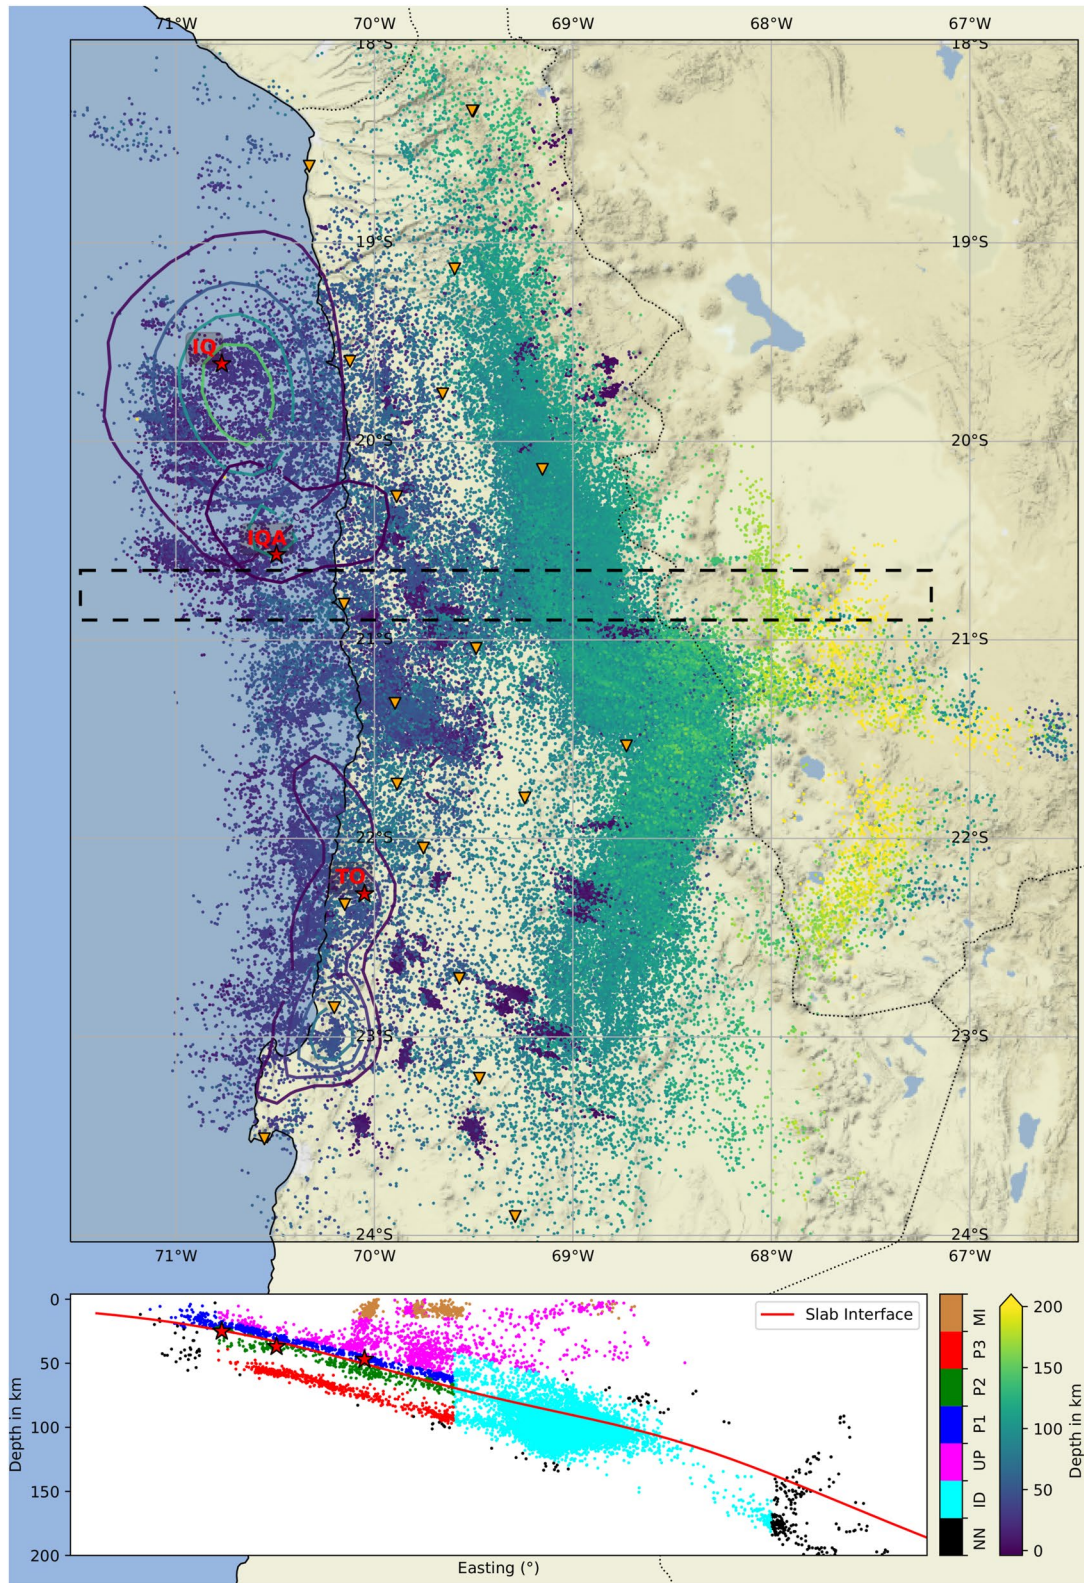 71°W 70°W 69°W 68°W 67°W
18°S 18°S
19°S 19°S
IQ
20°S 20°S
IQA
21°S 21°S
22°S 22°S
TO
23°S 23°S
24°S 24°S
71°W 70°W 69°W 68°W 67°W
0
50
100
150
200
Depth in km
Slab Interface
Easting (°)
MI
P3
P2
P1
UP
ID
NN
200
150
100
50
0
Depth in km